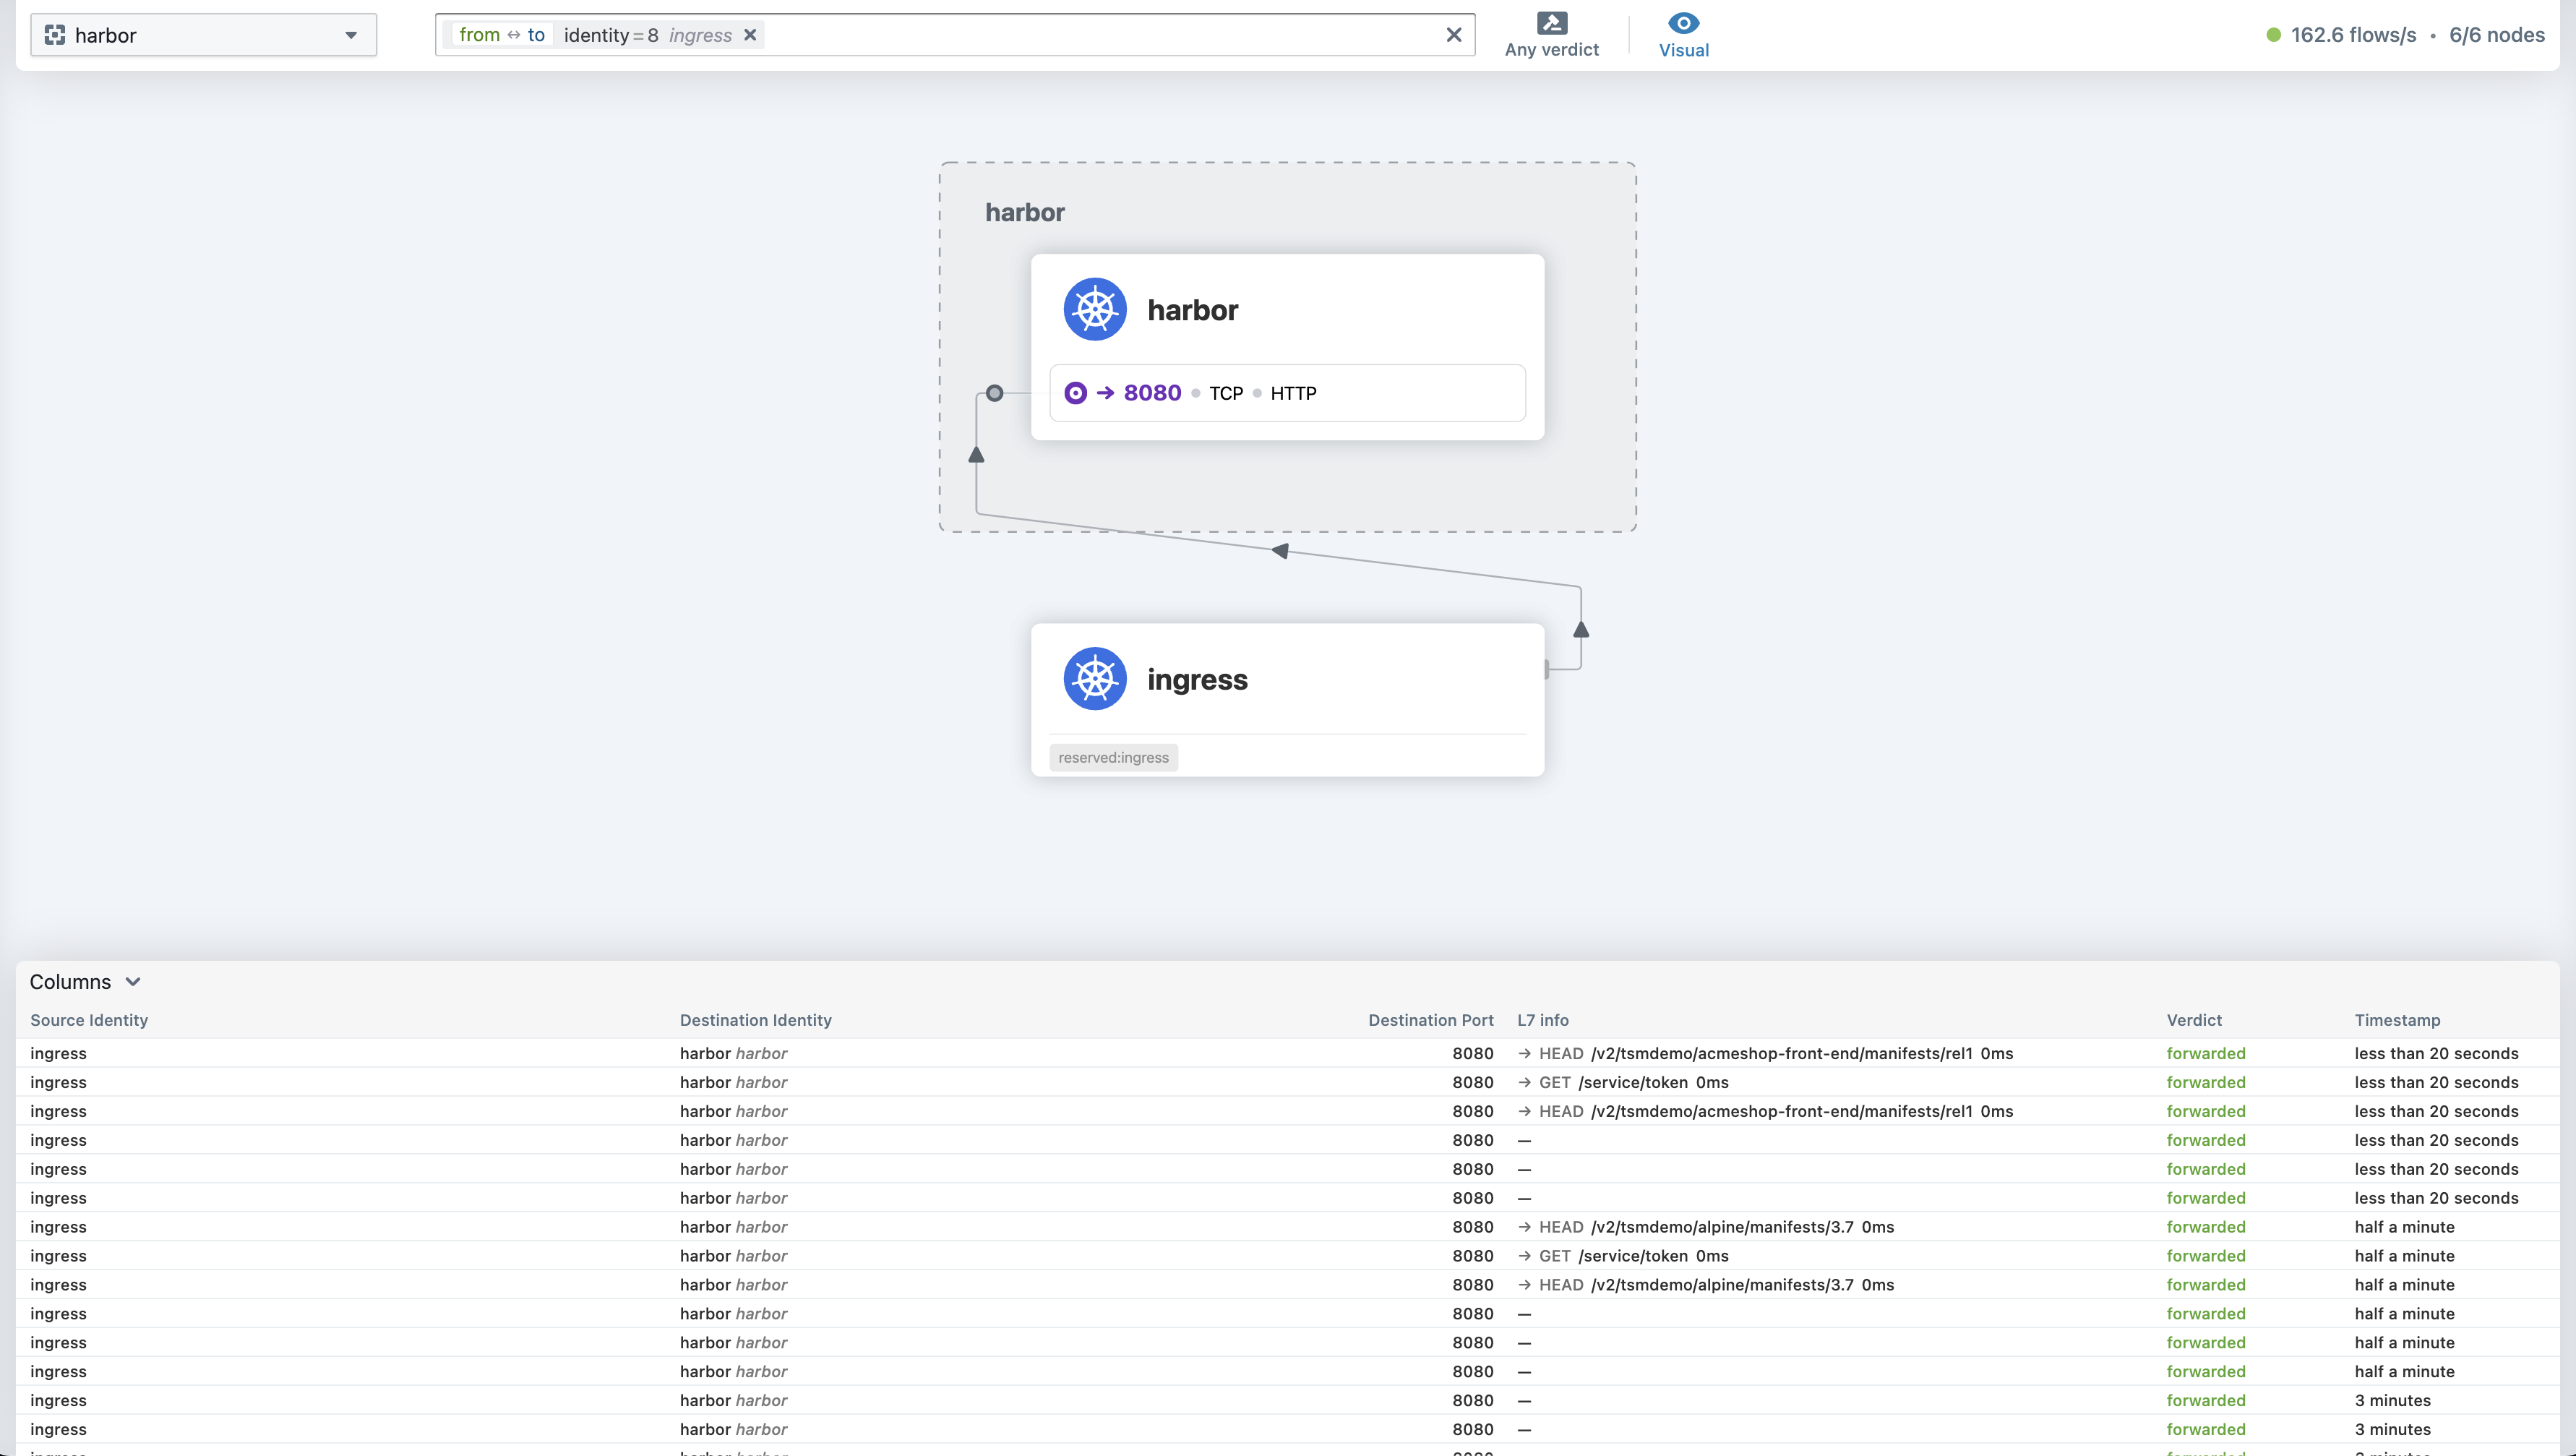 harbor
from ↔ to identity = 8 ingress
Any verdict
Visual
162.6 flows/s • 6/6 nodes
harbor
harbor
→ 8080 • TCP • HTTP
ingress
reserved:ingress
Columns
Source Identity Destination Identity Destination Port L7 info Verdict Timestamp
ingress harbor harbor 8080 → HEAD /v2/tsmdemo/acmeshop-front-end/manifests/rel1 0ms forwarded less than 20 seconds
ingress harbor harbor 8080 → GET /service/token 0ms forwarded less than 20 seconds
ingress harbor harbor 8080 → HEAD /v2/tsmdemo/acmeshop-front-end/manifests/rel1 0ms forwarded less than 20 seconds
ingress harbor harbor 8080 — forwarded less than 20 seconds
ingress harbor harbor 8080 — forwarded less than 20 seconds
ingress harbor harbor 8080 — forwarded less than 20 seconds
ingress harbor harbor 8080 → HEAD /v2/tsmdemo/alpine/manifests/3.7 0ms forwarded half a minute
ingress harbor harbor 8080 → GET /service/token 0ms forwarded half a minute
ingress harbor harbor 8080 → HEAD /v2/tsmdemo/alpine/manifests/3.7 0ms forwarded half a minute
ingress harbor harbor 8080 — forwarded half a minute
ingress harbor harbor 8080 — forwarded half a minute
ingress harbor harbor 8080 — forwarded half a minute
ingress harbor harbor 8080 — forwarded 3 minutes
ingress harbor harbor 8080 — forwarded 3 minutes